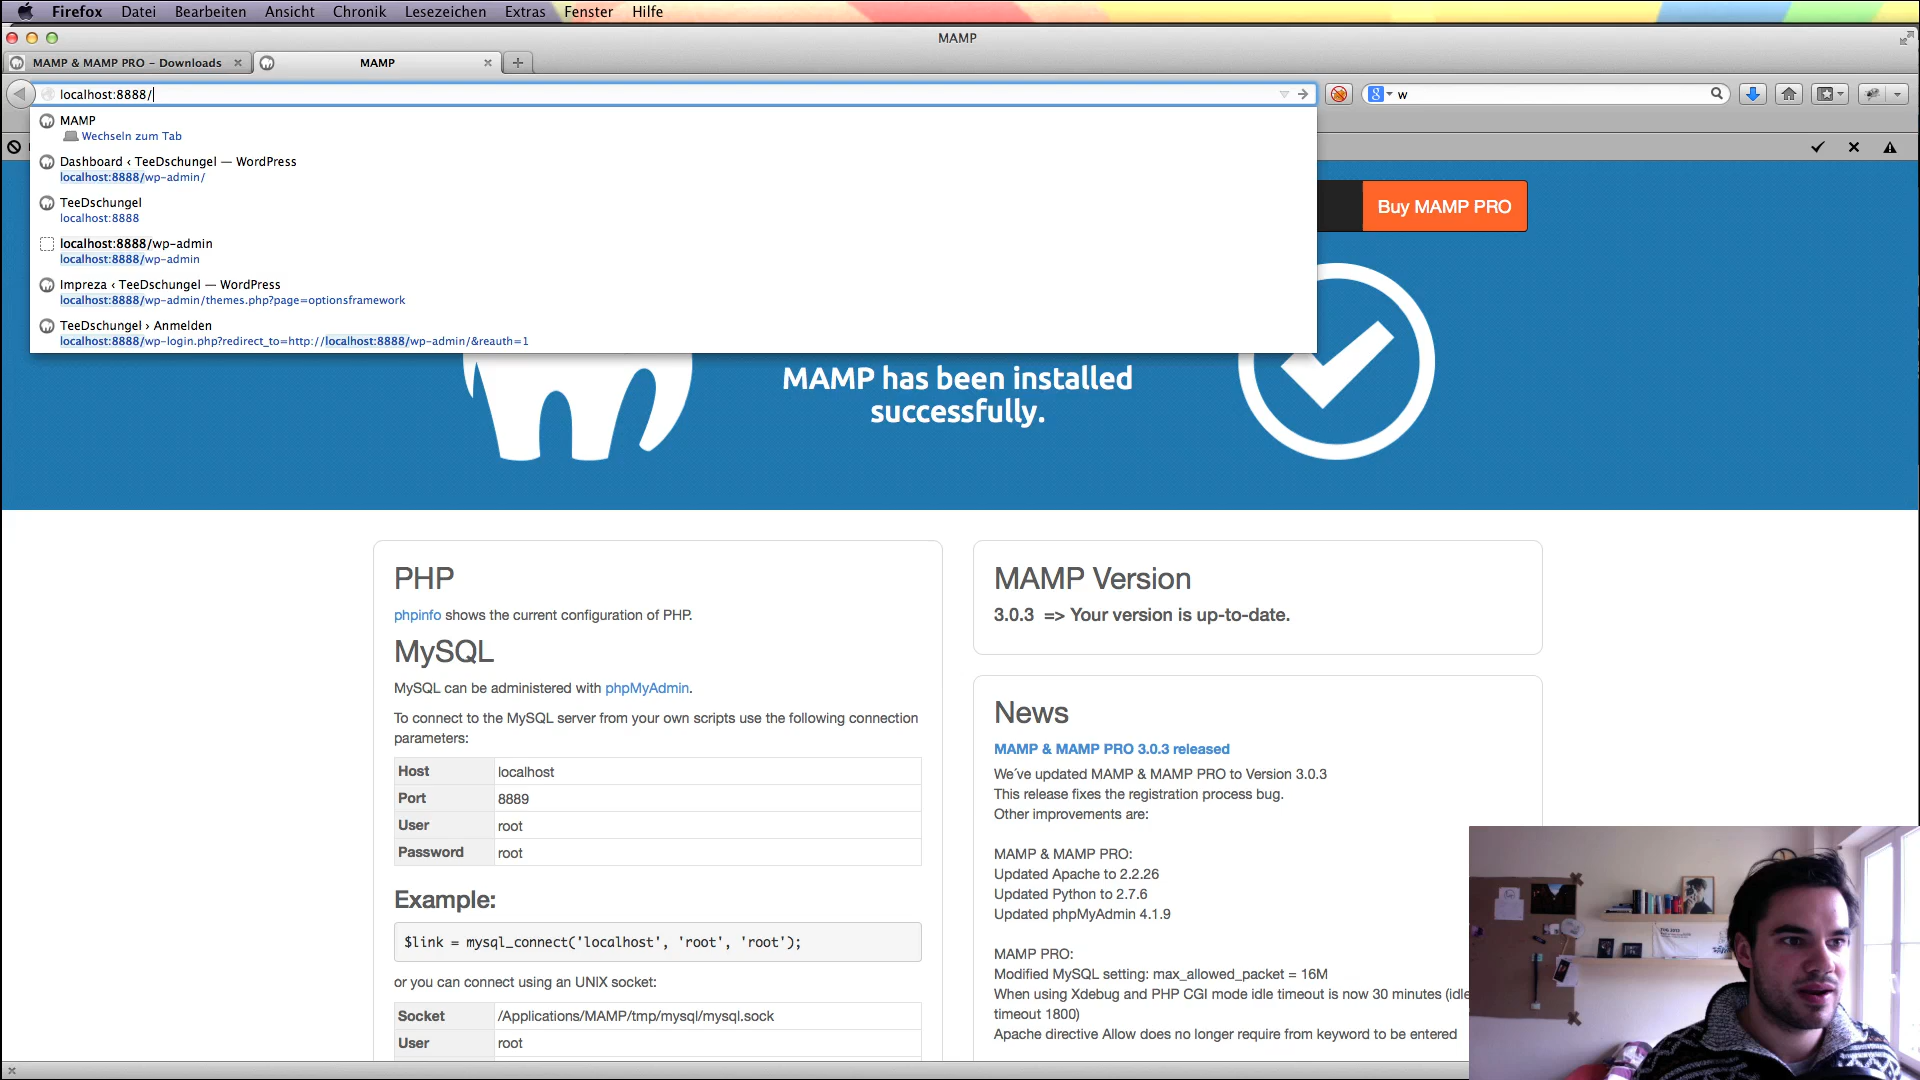 Firefox Datei Bearbeiten Ansicht Chronik Lesezeichen Extras Fenster Hilfe
MAMP
MAMP & MAMP PRO – Downloads
MAMP
localhost:8888/
w
MAMP
Wechseln zum Tab
Dashboard ‹ TeeDschungel — WordPress
localhost:8888/wp-admin/
TeeDschungel
localhost:8888
localhost:8888/wp-admin
localhost:8888/wp-admin
Impreza ‹ TeeDschungel — WordPress
localhost:8888/wp-admin/themes.php?page=optionsframework
TeeDschungel › Anmelden
localhost:8888/wp-login.php?redirect_to=http://localhost:8888/wp-admin/&reauth=1
Buy MAMP PRO
MAMP has been installed
successfully.
PHP
phpinfo shows the current configuration of PHP.
MySQL
MySQL can be administered with phpMyAdmin.
To connect to the MySQL server from your own scripts use the following connection
parameters:
Host localhost
Port 8889
User root
Password root
Example:
$link = mysql_connect('localhost', 'root', 'root');
or you can connect using an UNIX socket:
Socket /Applications/MAMP/tmp/mysql/mysql.sock
User root
MAMP Version
3.0.3 => Your version is up-to-date.
News
MAMP & MAMP PRO 3.0.3 released
We´ve updated MAMP & MAMP PRO to Version 3.0.3
This release fixes the registration process bug.
Other improvements are:
MAMP & MAMP PRO:
Updated Apache to 2.2.26
Updated Python to 2.7.6
Updated phpMyAdmin 4.1.9
MAMP PRO:
Modified MySQL setting: max_allowed_packet = 16M
When using Xdebug and PHP CGI mode idle timeout is now 30 minutes (idle
timeout 1800)
Apache directive Allow does no longer require from keyword to be entered